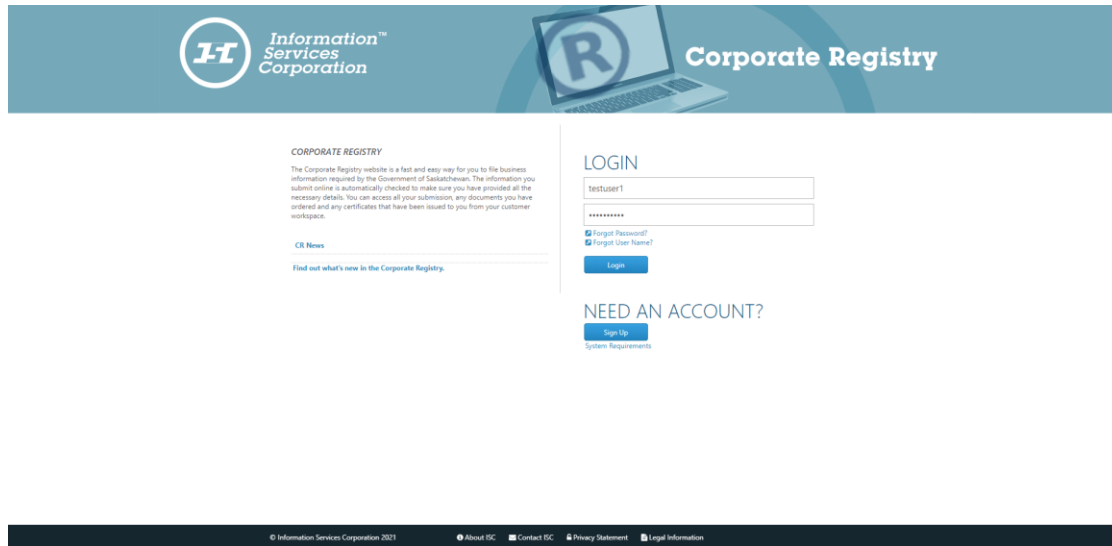 Information™
Services
Corporation
Corporate Registry
CORPORATE REGISTRY
The Corporate Registry website is a fast and easy way for you to file business
information required by the Government of Saskatchewan. The information you
submit online is automatically checked to make sure you have provided all the
necessary details. You can access all your submission, any documents you have
ordered and any certificates that have been issued to you from your customer
workspace.
CR News
Find out what's new in the Corporate Registry.
LOGIN
testuser1
••••••••••
Forgot Password?
Forgot User Name?
Login
NEED AN ACCOUNT?
Sign Up
System Requirements
© Information Services Corporation 2021 About ISC Contact ISC Privacy Statement Legal Information